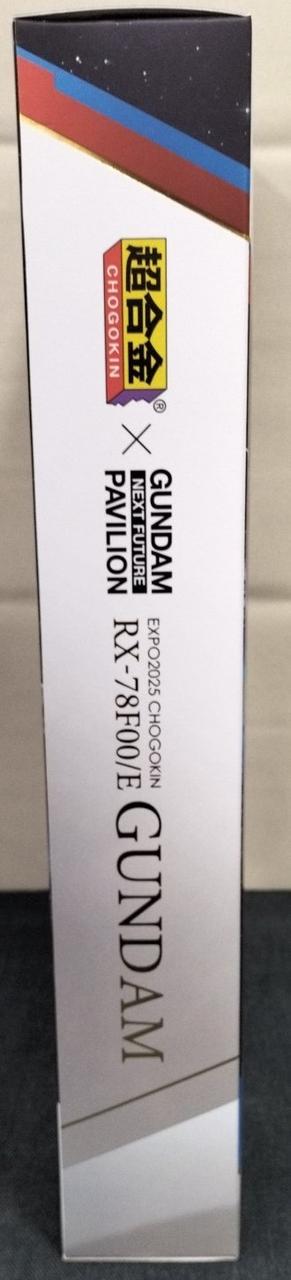 超合金®
CHOGOKIN
×
GUNDAM
NEXT FUTURE
PAVILION
EXPO2025 CHOGOKIN
RX-78F00/E GUNDAM